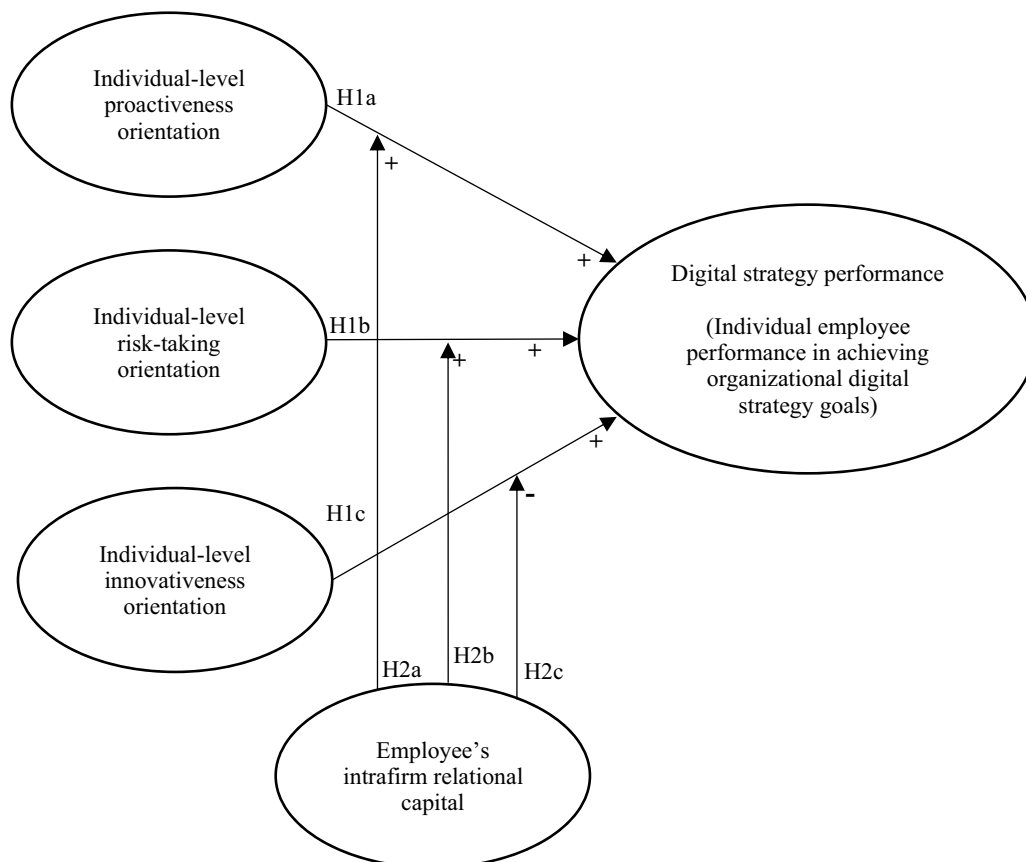 Individual-level
proactiveness
orientation
H1a
+
+
Individual-level
risk-taking
orientation
H1b
+
+
Digital strategy performance
(Individual employee
performance in achieving
organizational digital
strategy goals)
Individual-level
innovativeness
orientation
H1c
+
-
H2a
H2b
H2c
Employee’s
intrafirm relational
capital